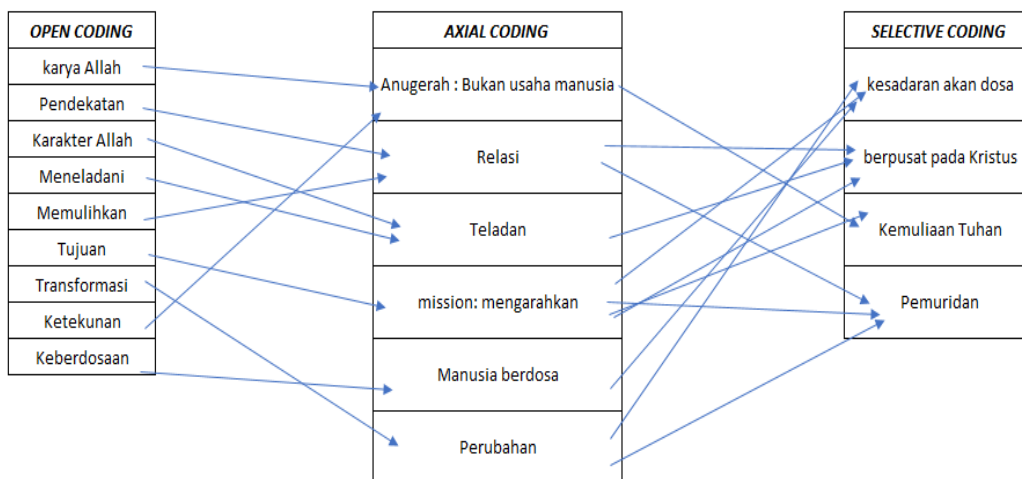 OPEN CODING
karya Allah
Pendekatan
Karakter Allah
Meneladani
Memulihkan
Tujuan
Transformasi
Ketekunan
Keberdosaan
AXIAL CODING
Anugerah : Bukan usaha manusia
Relasi
Teladan
mission: mengarahkan
Manusia berdosa
Perubahan
SELECTIVE CODING
kesadaran akan dosa
berpusat pada Kristus
Kemuliaan Tuhan
Pemuridan